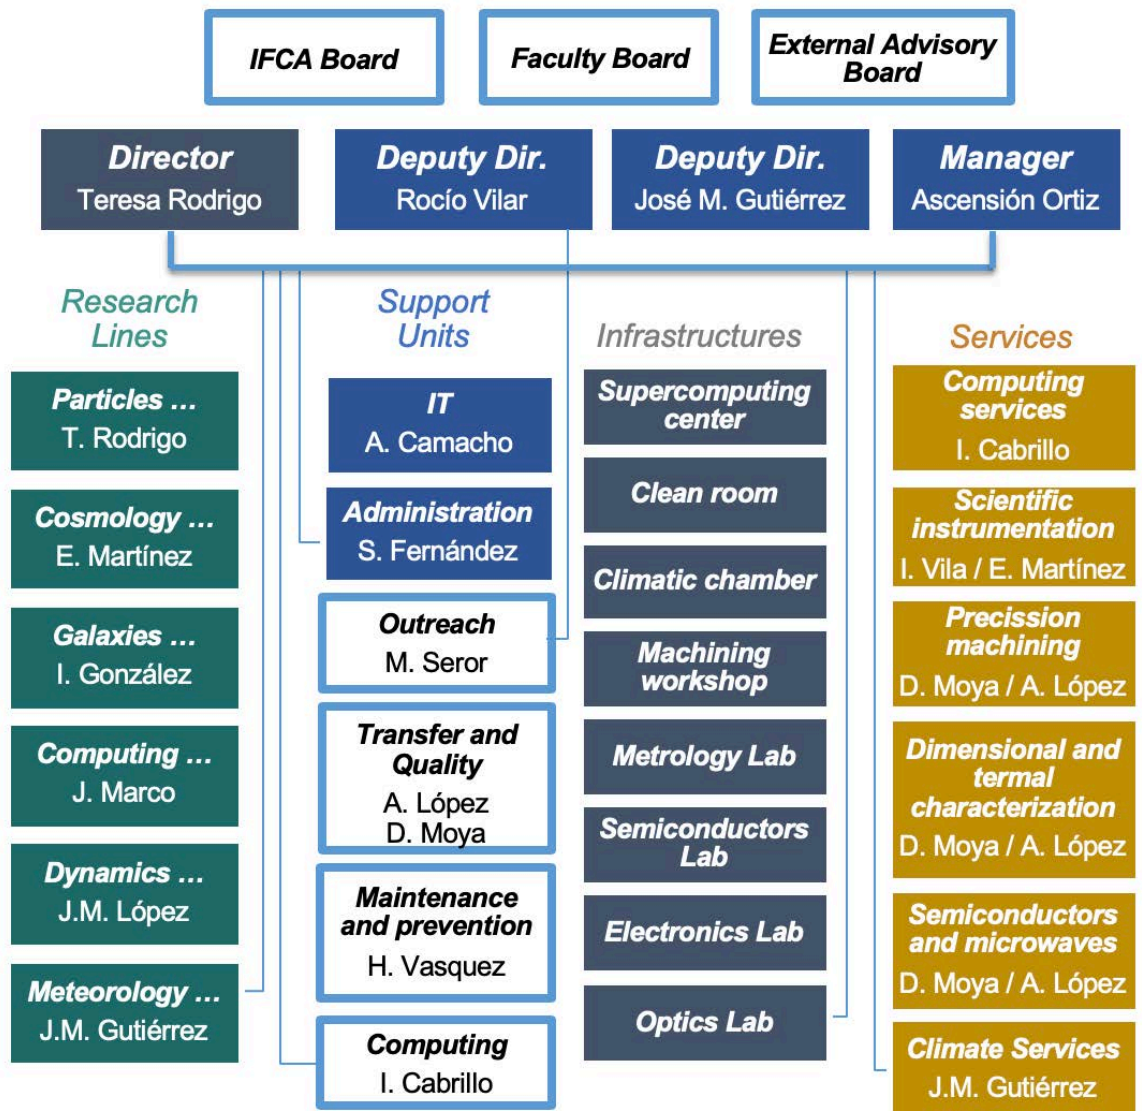 IFCA Board
Faculty Board
External Advisory
Board
Director
Teresa Rodrigo
Deputy Dir.
Rocío Vilar
Deputy Dir.
José M. Gutiérrez
Manager
Ascensión Ortiz
Research
Lines
Particles ...
T. Rodrigo
Cosmology ...
E. Martínez
Galaxies ...
I. González
Computing ...
J. Marco
Dynamics ...
J.M. López
Meteorology ...
J.M. Gutiérrez
Support
Units
IT
A. Camacho
Administration
S. Fernández
Outreach
M. Seror
Transfer and
Quality
A. López
D. Moya
Maintenance
and prevention
H. Vasquez
Computing
I. Cabrillo
Infrastructures
Supercomputing
center
Clean room
Climatic chamber
Machining
workshop
Metrology Lab
Semiconductors
Lab
Electronics Lab
Optics Lab
Services
Computing
services
I. Cabrillo
Scientific
instrumentation
I. Vila / E. Martínez
Precission
machining
D. Moya / A. López
Dimensional and
termal
characterization
D. Moya / A. López
Semiconductors
and microwaves
D. Moya / A. López
Climate Services
J.M. Gutiérrez